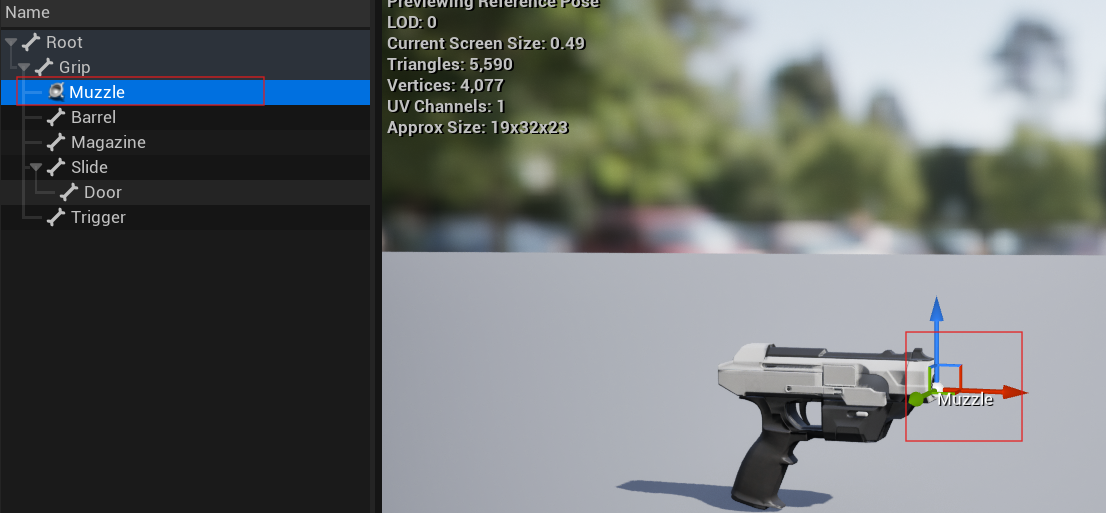 Name
Root
Grip
Muzzle
Barrel
Magazine
Slide
Door
Trigger
Previewing Reference Pose
LOD: 0
Current Screen Size: 0.49
Triangles: 5,590
Vertices: 4,077
UV Channels: 1
Approx Size: 19x32x23
Muzzle